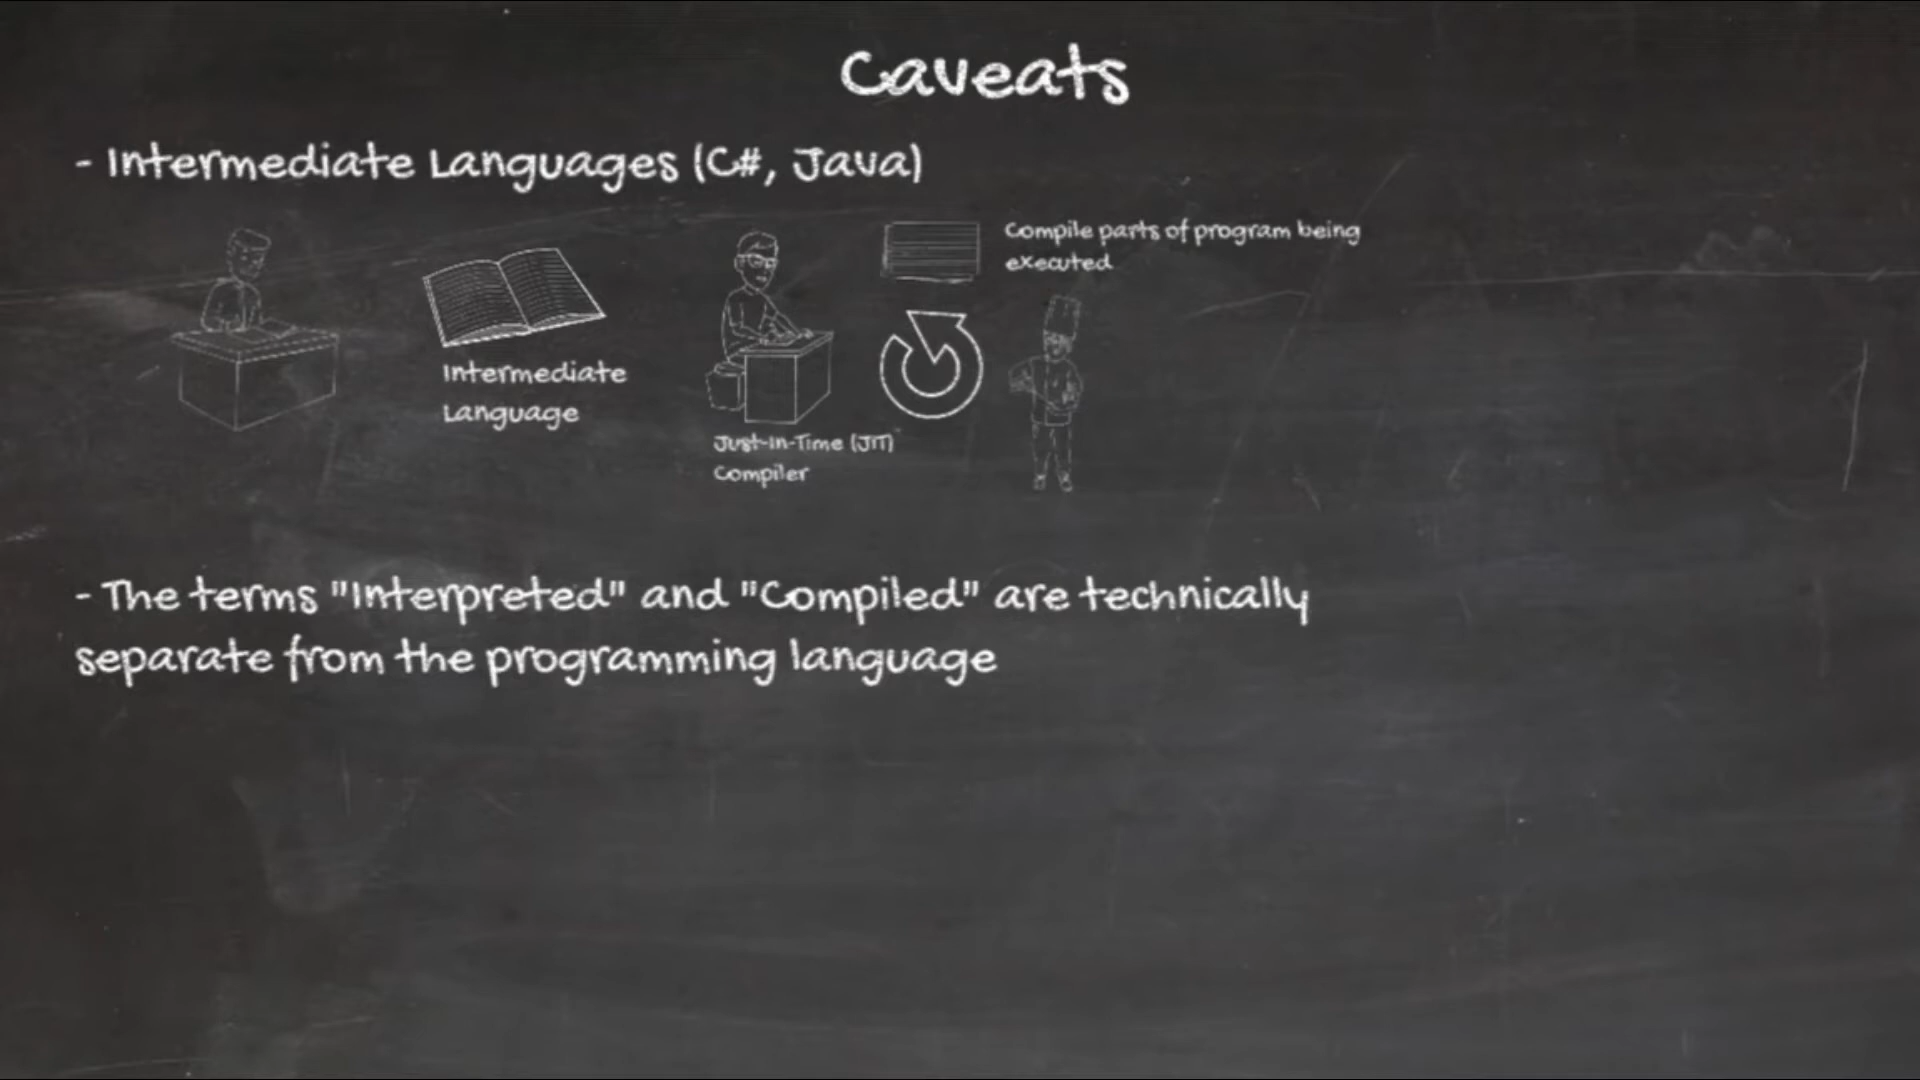 Caveats
- Intermediate Languages (C#, Java)
Compile parts of program being
executed
Intermediate
Language
Just-In-Time (JIT)
Compiler
- The terms "Interpreted" and "Compiled" are technically
separate from the programming language